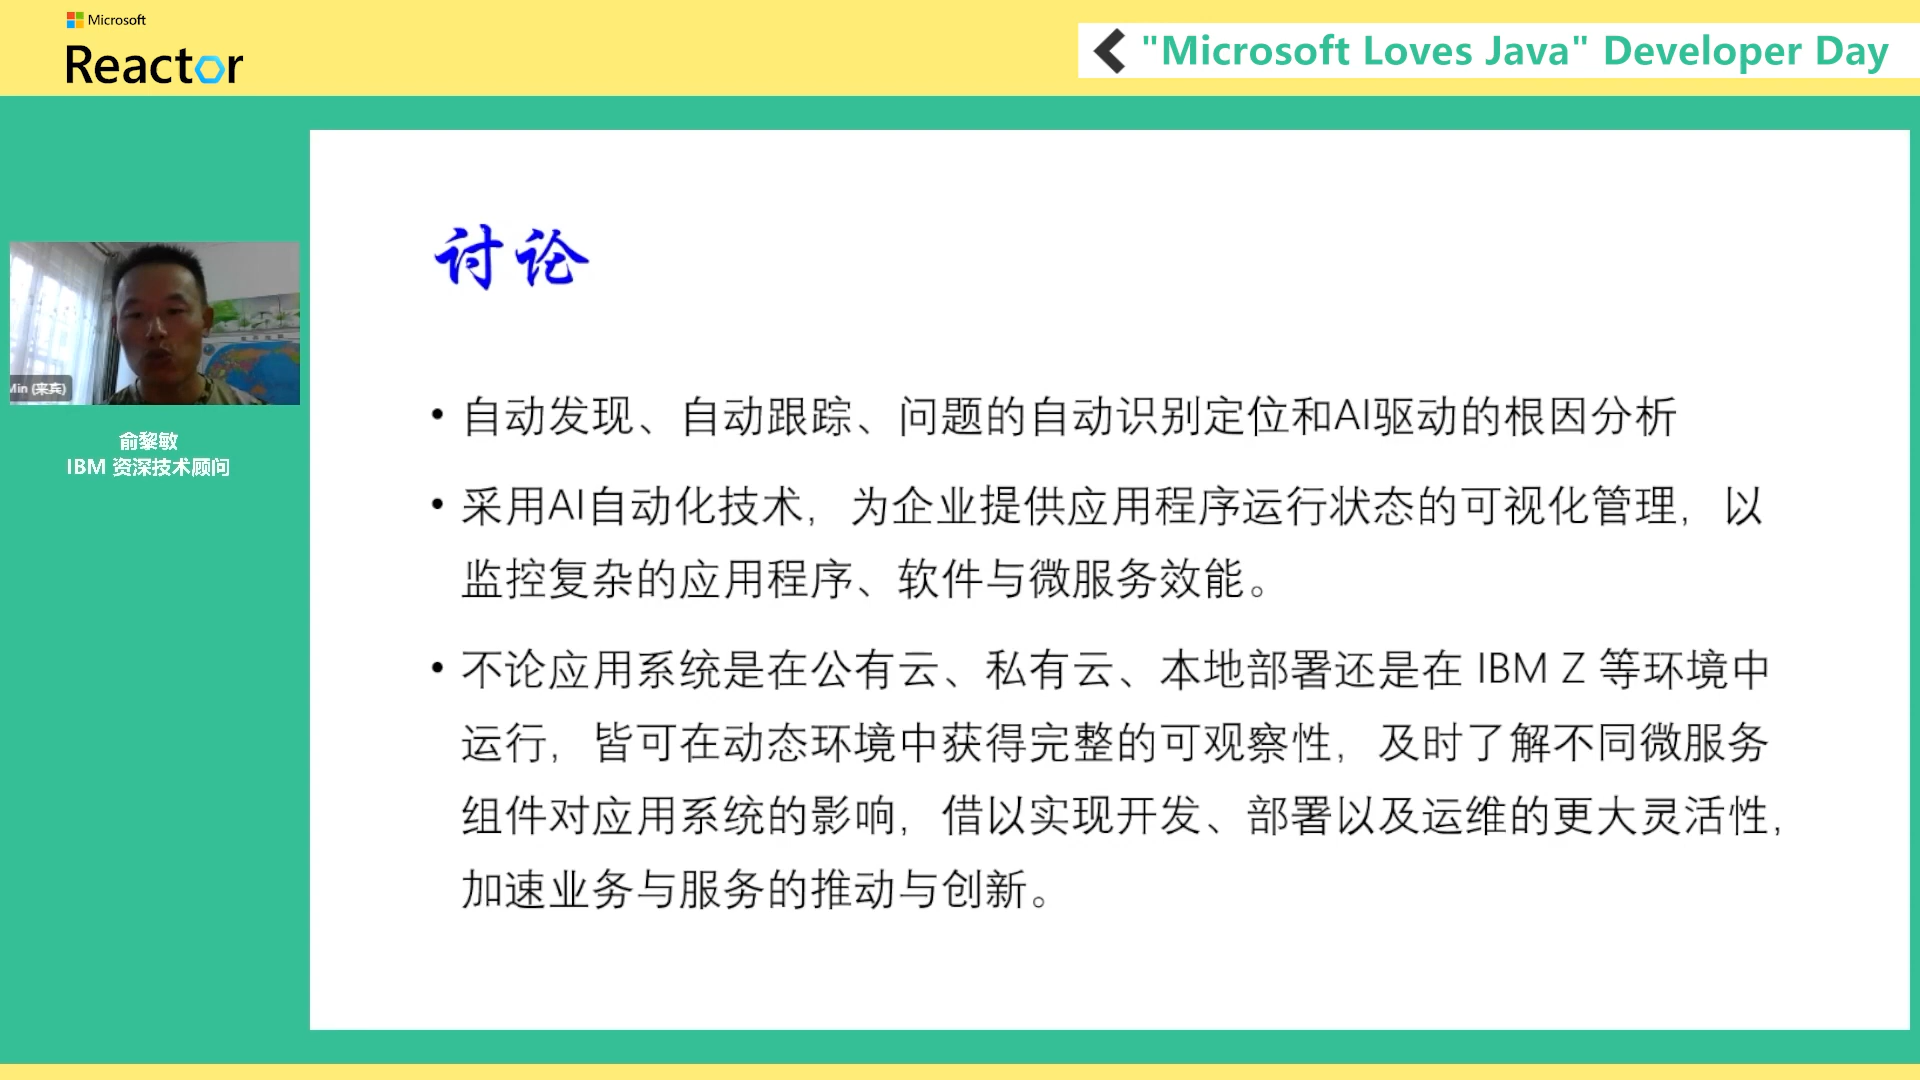 Microsoft
Reactor
"Microsoft Loves Java" Developer Day
讨论
• 自动发现、自动跟踪、问题的自动识别定位和AI驱动的根因分析
• 采用AI自动化技术，为企业提供应用程序运行状态的可视化管理，以
监控复杂的应用程序、软件与微服务效能。
• 不论应用系统是在公有云、私有云、本地部署还是在 IBM Z 等环境中
运行，皆可在动态环境中获得完整的可观察性，及时了解不同微服务
组件对应用系统的影响，借以实现开发、部署以及运维的更大灵活性，
加速业务与服务的推动与创新。
Min (来宾)
俞黎敏
IBM 资深技术顾问